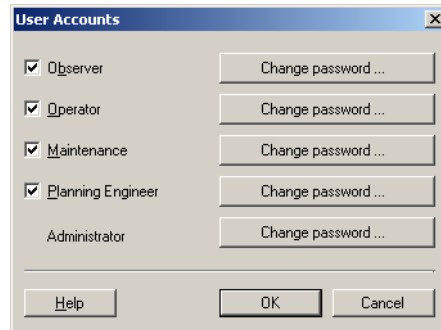 User Accounts
Observer Change password ...
Operator Change password ...
Maintenance Change password ...
Planning Engineer Change password ...
Administrator Change password ...
Help OK Cancel